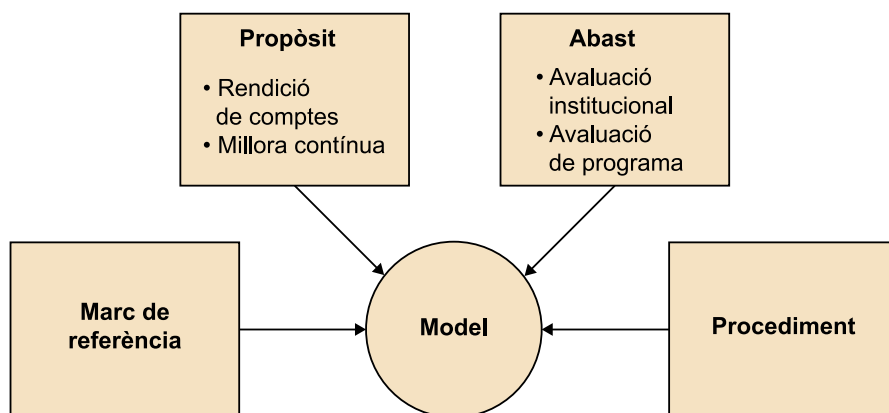 Propòsit
• Rendició
de comptes
• Millora contínua
Abast
• Avaluació
institucional
• Avaluació
de programa
Marc de
referència
Model
Procediment